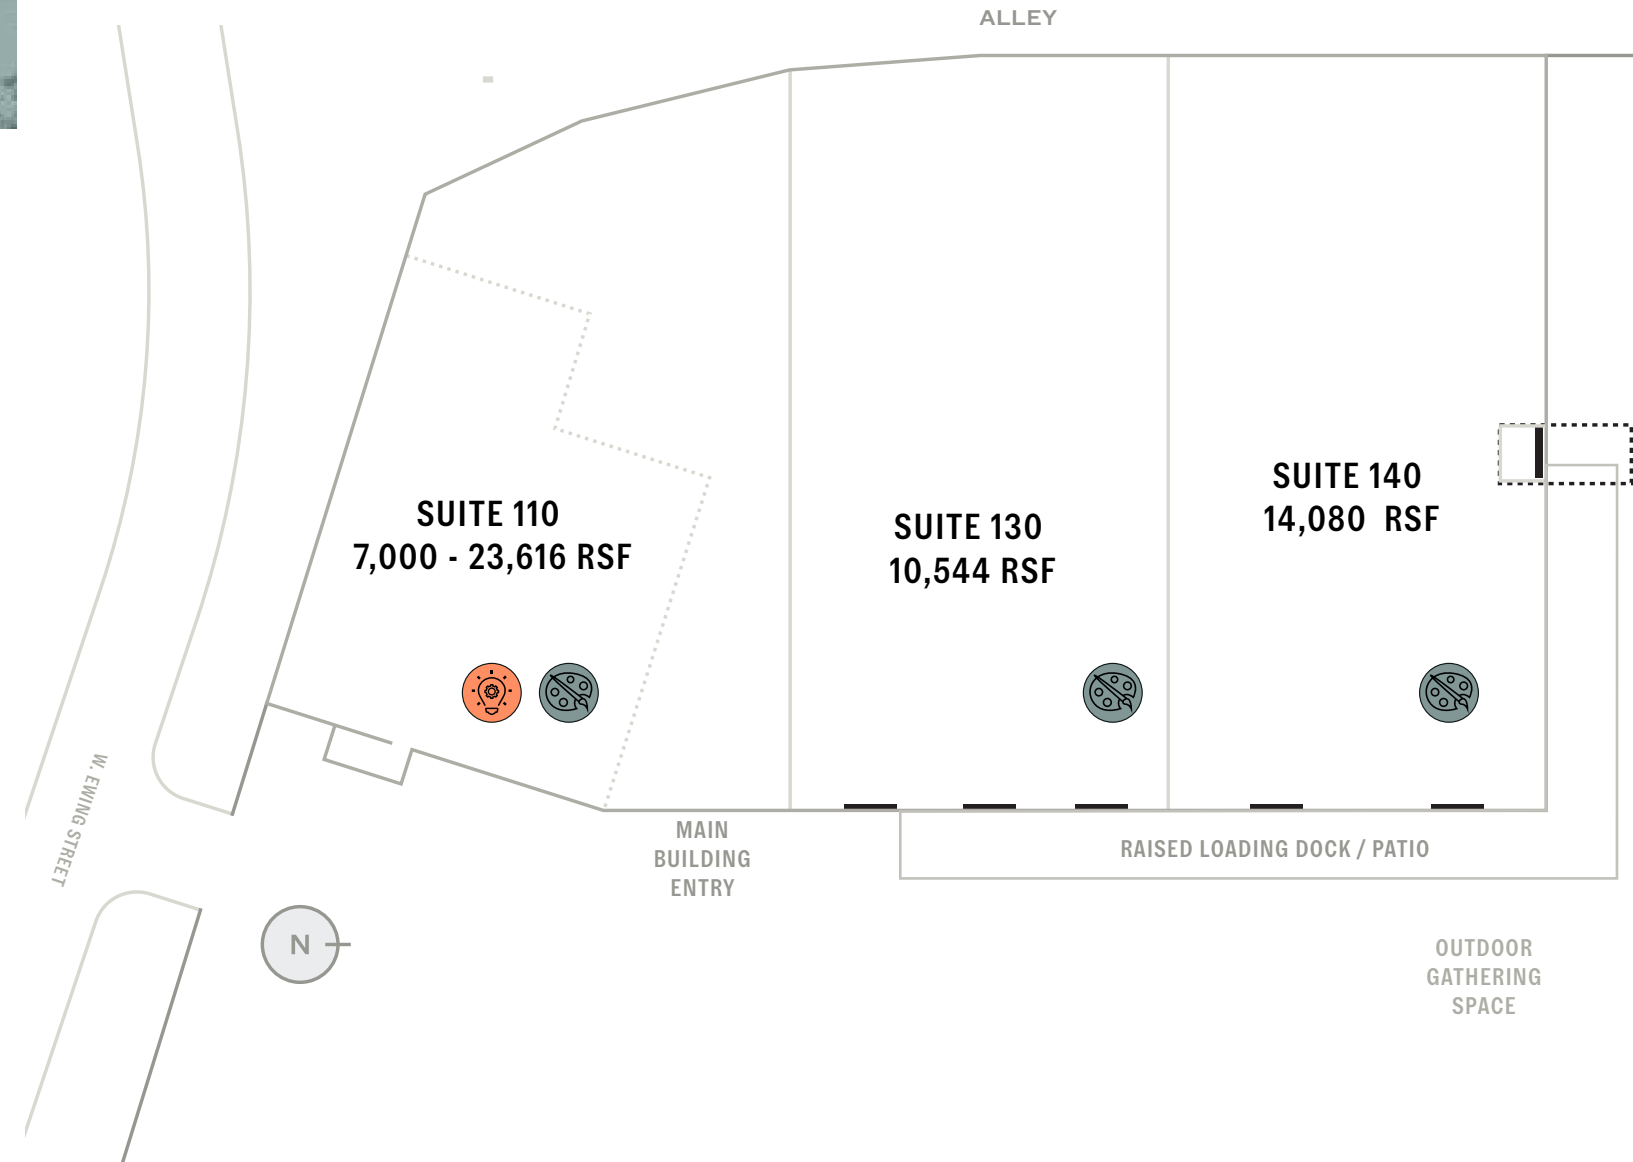 ALLEY
SUITE 110
7,000 - 23,616 RSF
SUITE 130
10,544 RSF
SUITE 140
14,080 RSF
W. EWING STREET
MAIN
BUILDING
ENTRY
RAISED LOADING DOCK / PATIO
N
OUTDOOR
GATHERING
SPACE